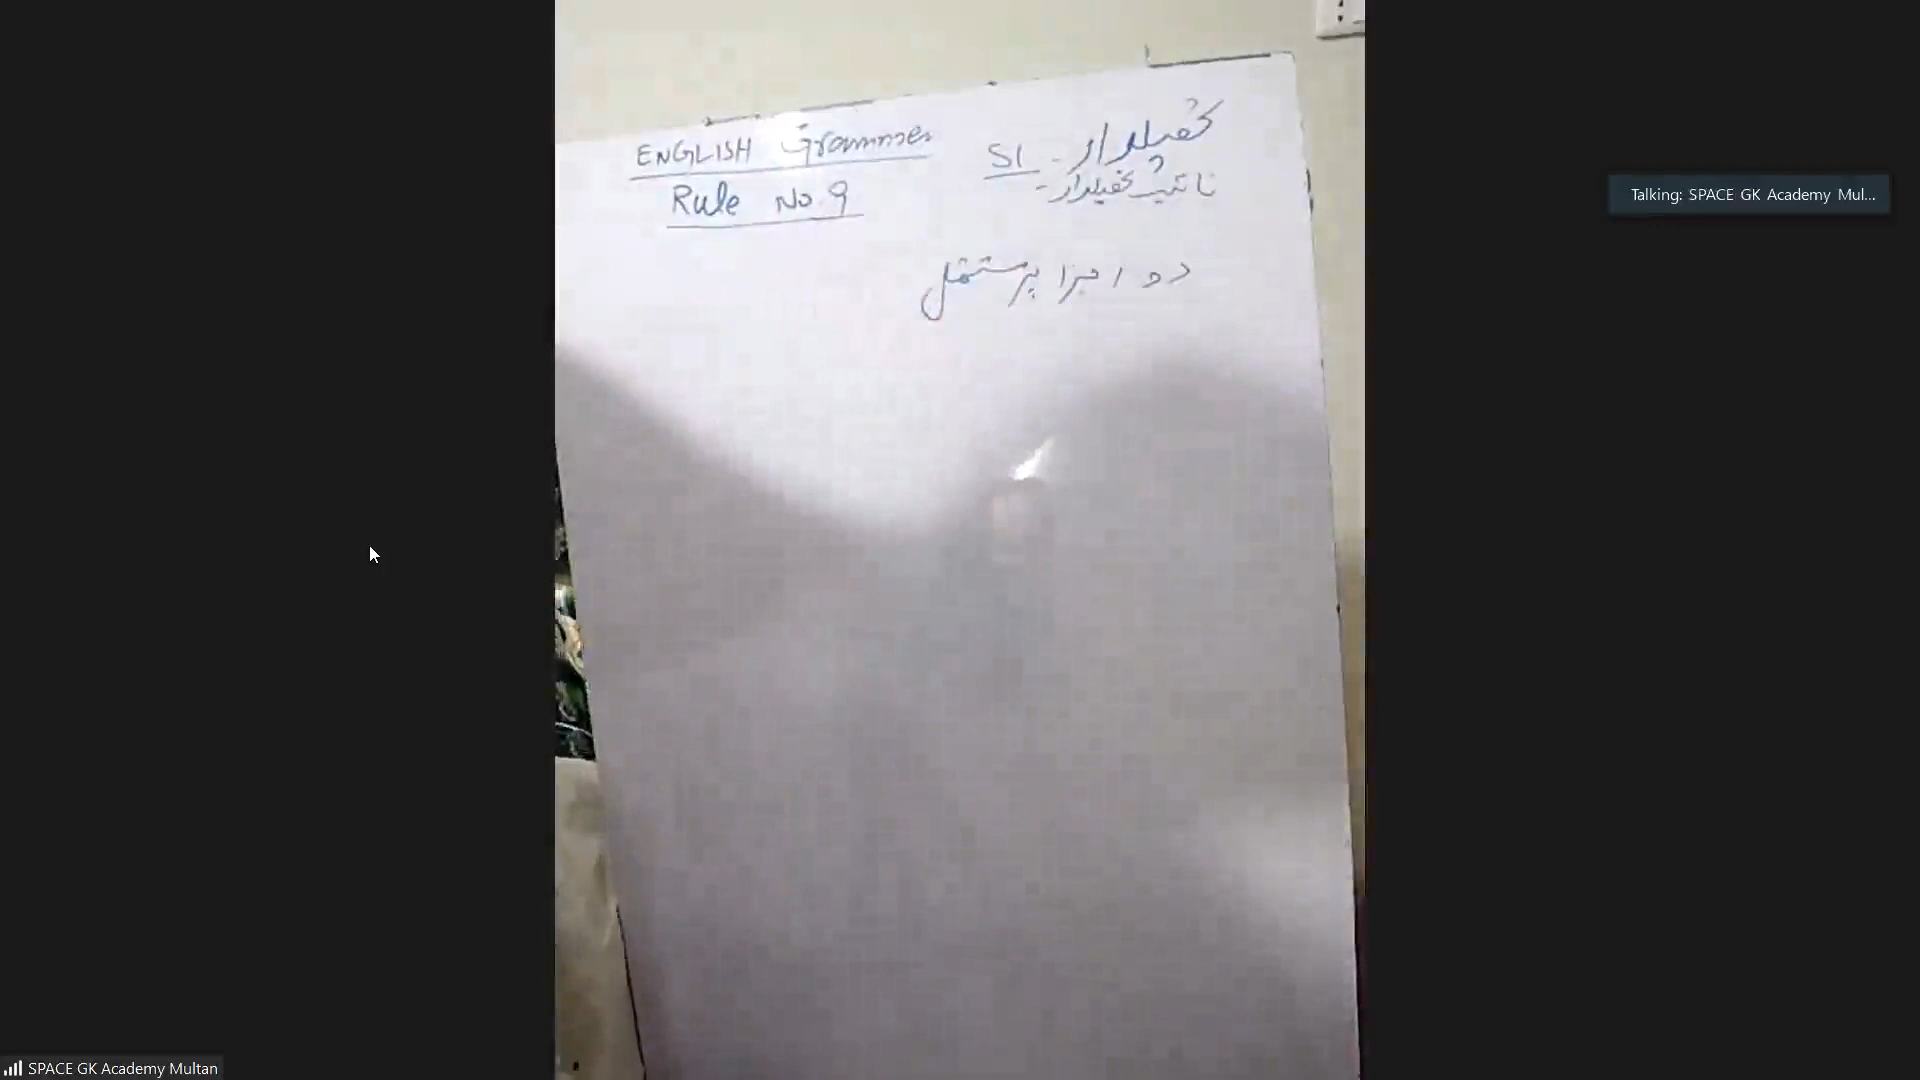 ENGLISH Grammer
Rule No. 9
تحصیلدار - SI
نائب تحصیلدار -
دو اجزا پر مشتمل
Talking: SPACE GK Academy Mul...
SPACE GK Academy Multan